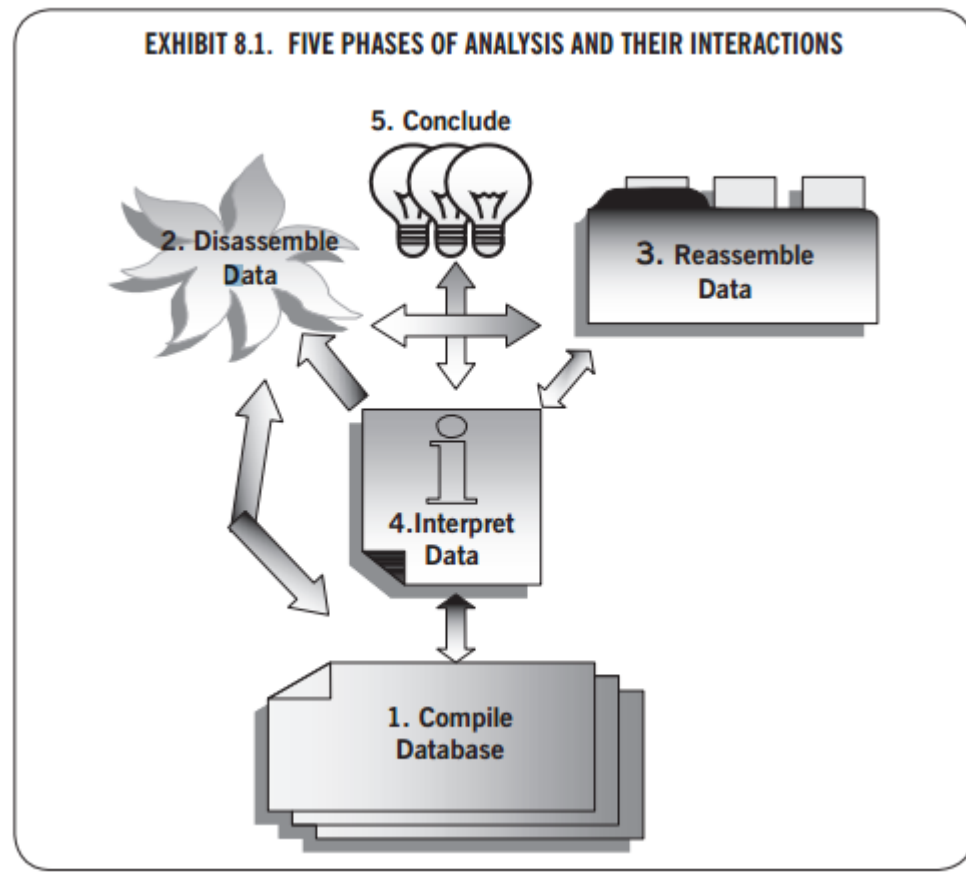 EXHIBIT 8.1. FIVE PHASES OF ANALYSIS AND THEIR INTERACTIONS
5. Conclude
2. Disassemble
Data
3. Reassemble
Data
4.Interpret
Data
1. Compile
Database